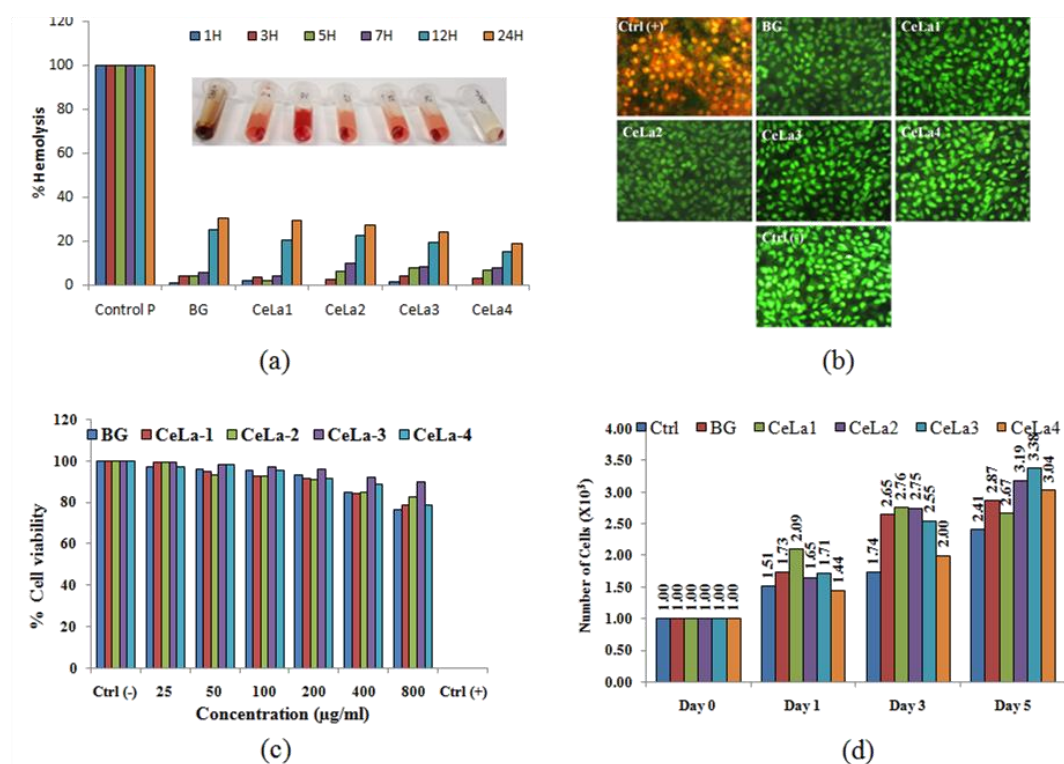 120
1H 3H 5H 7H 12H 24H
100
80
60
40
20
0
% Hemolysis
Control P BG CeLa1 CeLa2 CeLa3 CeLa4
(a)
Ctrl (+) BG CeLa1
CeLa2 CeLa3 CeLa4
Ctrl (-)
(b)
120
BG CeLa-1 CeLa-2 CeLa-3 CeLa-4
100
80
60
40
20
0
% Cell viability
Ctrl (-) 25 50 100 200 400 800 Ctrl (+)
Concentration (µg/ml)
(c)
Ctrl BG CeLa1 CeLa2 CeLa3 CeLa4
4.00
3.50
3.00
2.50
2.00
1.50
1.00
0.50
0.00
Number of Cells (X10³)
1.00 1.00 1.00 1.00 1.00 1.00
1.51 1.73 2.09 1.65 1.71 1.44
1.74 2.65 2.76 2.75 2.55 2.00
2.41 2.87 2.67 3.19 3.38 3.04
Day 0 Day 1 Day 3 Day 5
(d)